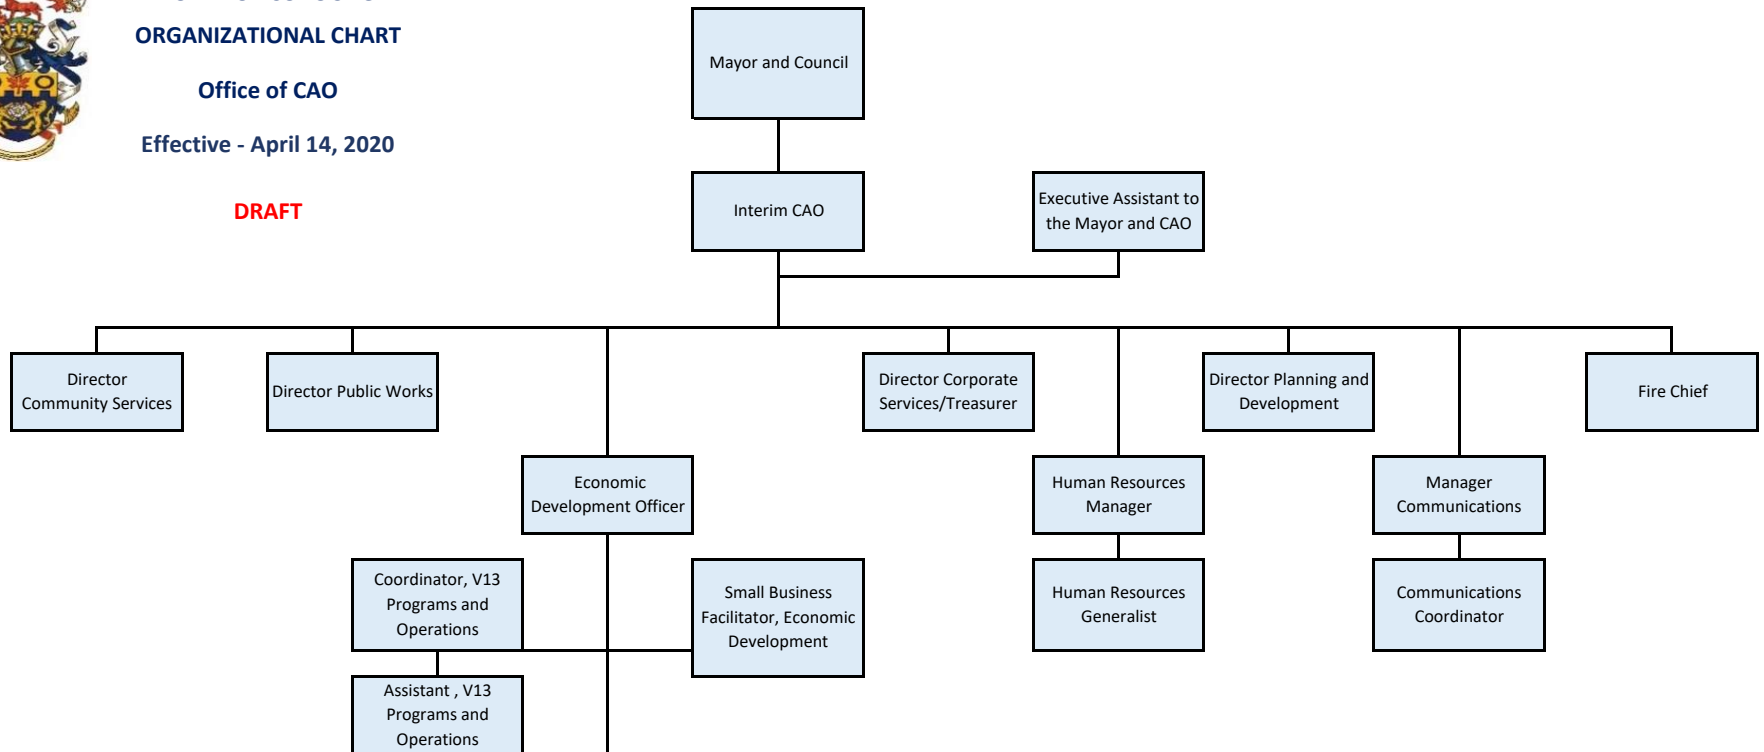 ORGANIZATIONAL CHART
Office of CAO
Effective - April 14, 2020
DRAFT
Mayor and Council
Interim CAO
Executive Assistant to
the Mayor and CAO
Director
Community Services
Director Public Works
Director Corporate
Services/Treasurer
Director Planning and
Development
Fire Chief
Economic
Development Officer
Human Resources
Manager
Manager
Communications
Coordinator, V13
Programs and
Operations
Small Business
Facilitator, Economic
Development
Human Resources
Generalist
Communications
Coordinator
Assistant , V13
Programs and
Operations